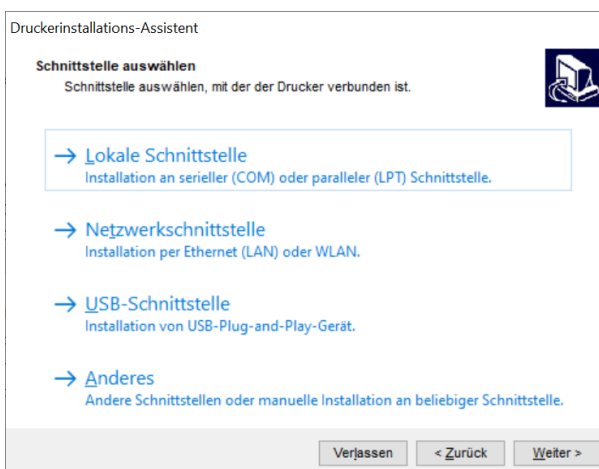 Druckerinstallations-Assistent
Schnittstelle auswählen
Schnittstelle auswählen, mit der der Drucker verbunden ist.
Lokale Schnittstelle
Installation an serieller (COM) oder paralleler (LPT) Schnittstelle.
Netzwerkschnittstelle
Installation per Ethernet (LAN) oder WLAN.
USB-Schnittstelle
Installation von USB-Plug-and-Play-Gerät.
Anderes
Andere Schnittstellen oder manuelle Installation an beliebiger Schnittstelle.
Verlassen < Zurück Weiter >